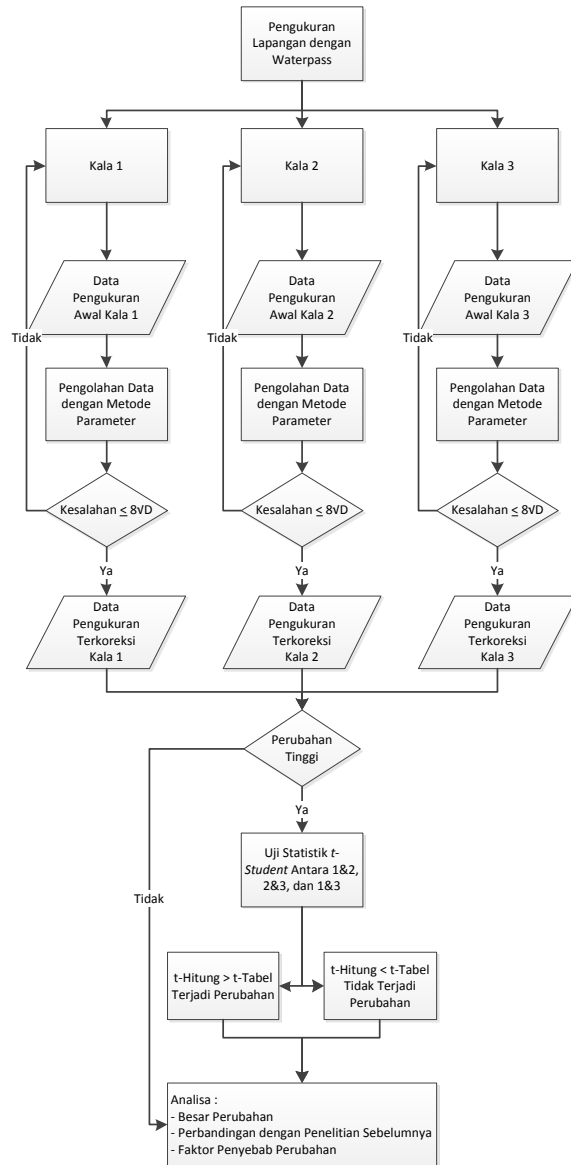 Pengukuran
Lapangan dengan
Waterpass
Kala 1
Kala 2
Kala 3
Data
Pengukuran
Awal Kala 1
Data
Pengukuran
Awal Kala 2
Data
Pengukuran
Awal Kala 3
Tidak
Tidak
Tidak
Pengolahan Data
dengan Metode
Parameter
Pengolahan Data
dengan Metode
Parameter
Pengolahan Data
dengan Metode
Parameter
Kesalahan ≤ 8√D
Kesalahan ≤ 8√D
Kesalahan ≤ 8√D
Ya
Ya
Ya
Data
Pengukuran
Terkoreksi
Kala 1
Data
Pengukuran
Terkoreksi
Kala 2
Data
Pengukuran
Terkoreksi
Kala 3
Perubahan
Tinggi
Ya
Uji Statistik t-
Student Antara 1&2,
2&3, dan 1&3
Tidak
t-Hitung > t-Tabel
Terjadi Perubahan
t-Hitung < t-Tabel
Tidak Terjadi
Perubahan
Analisa :
- Besar Perubahan
- Perbandingan dengan Penelitian Sebelumnya
- Faktor Penyebab Perubahan